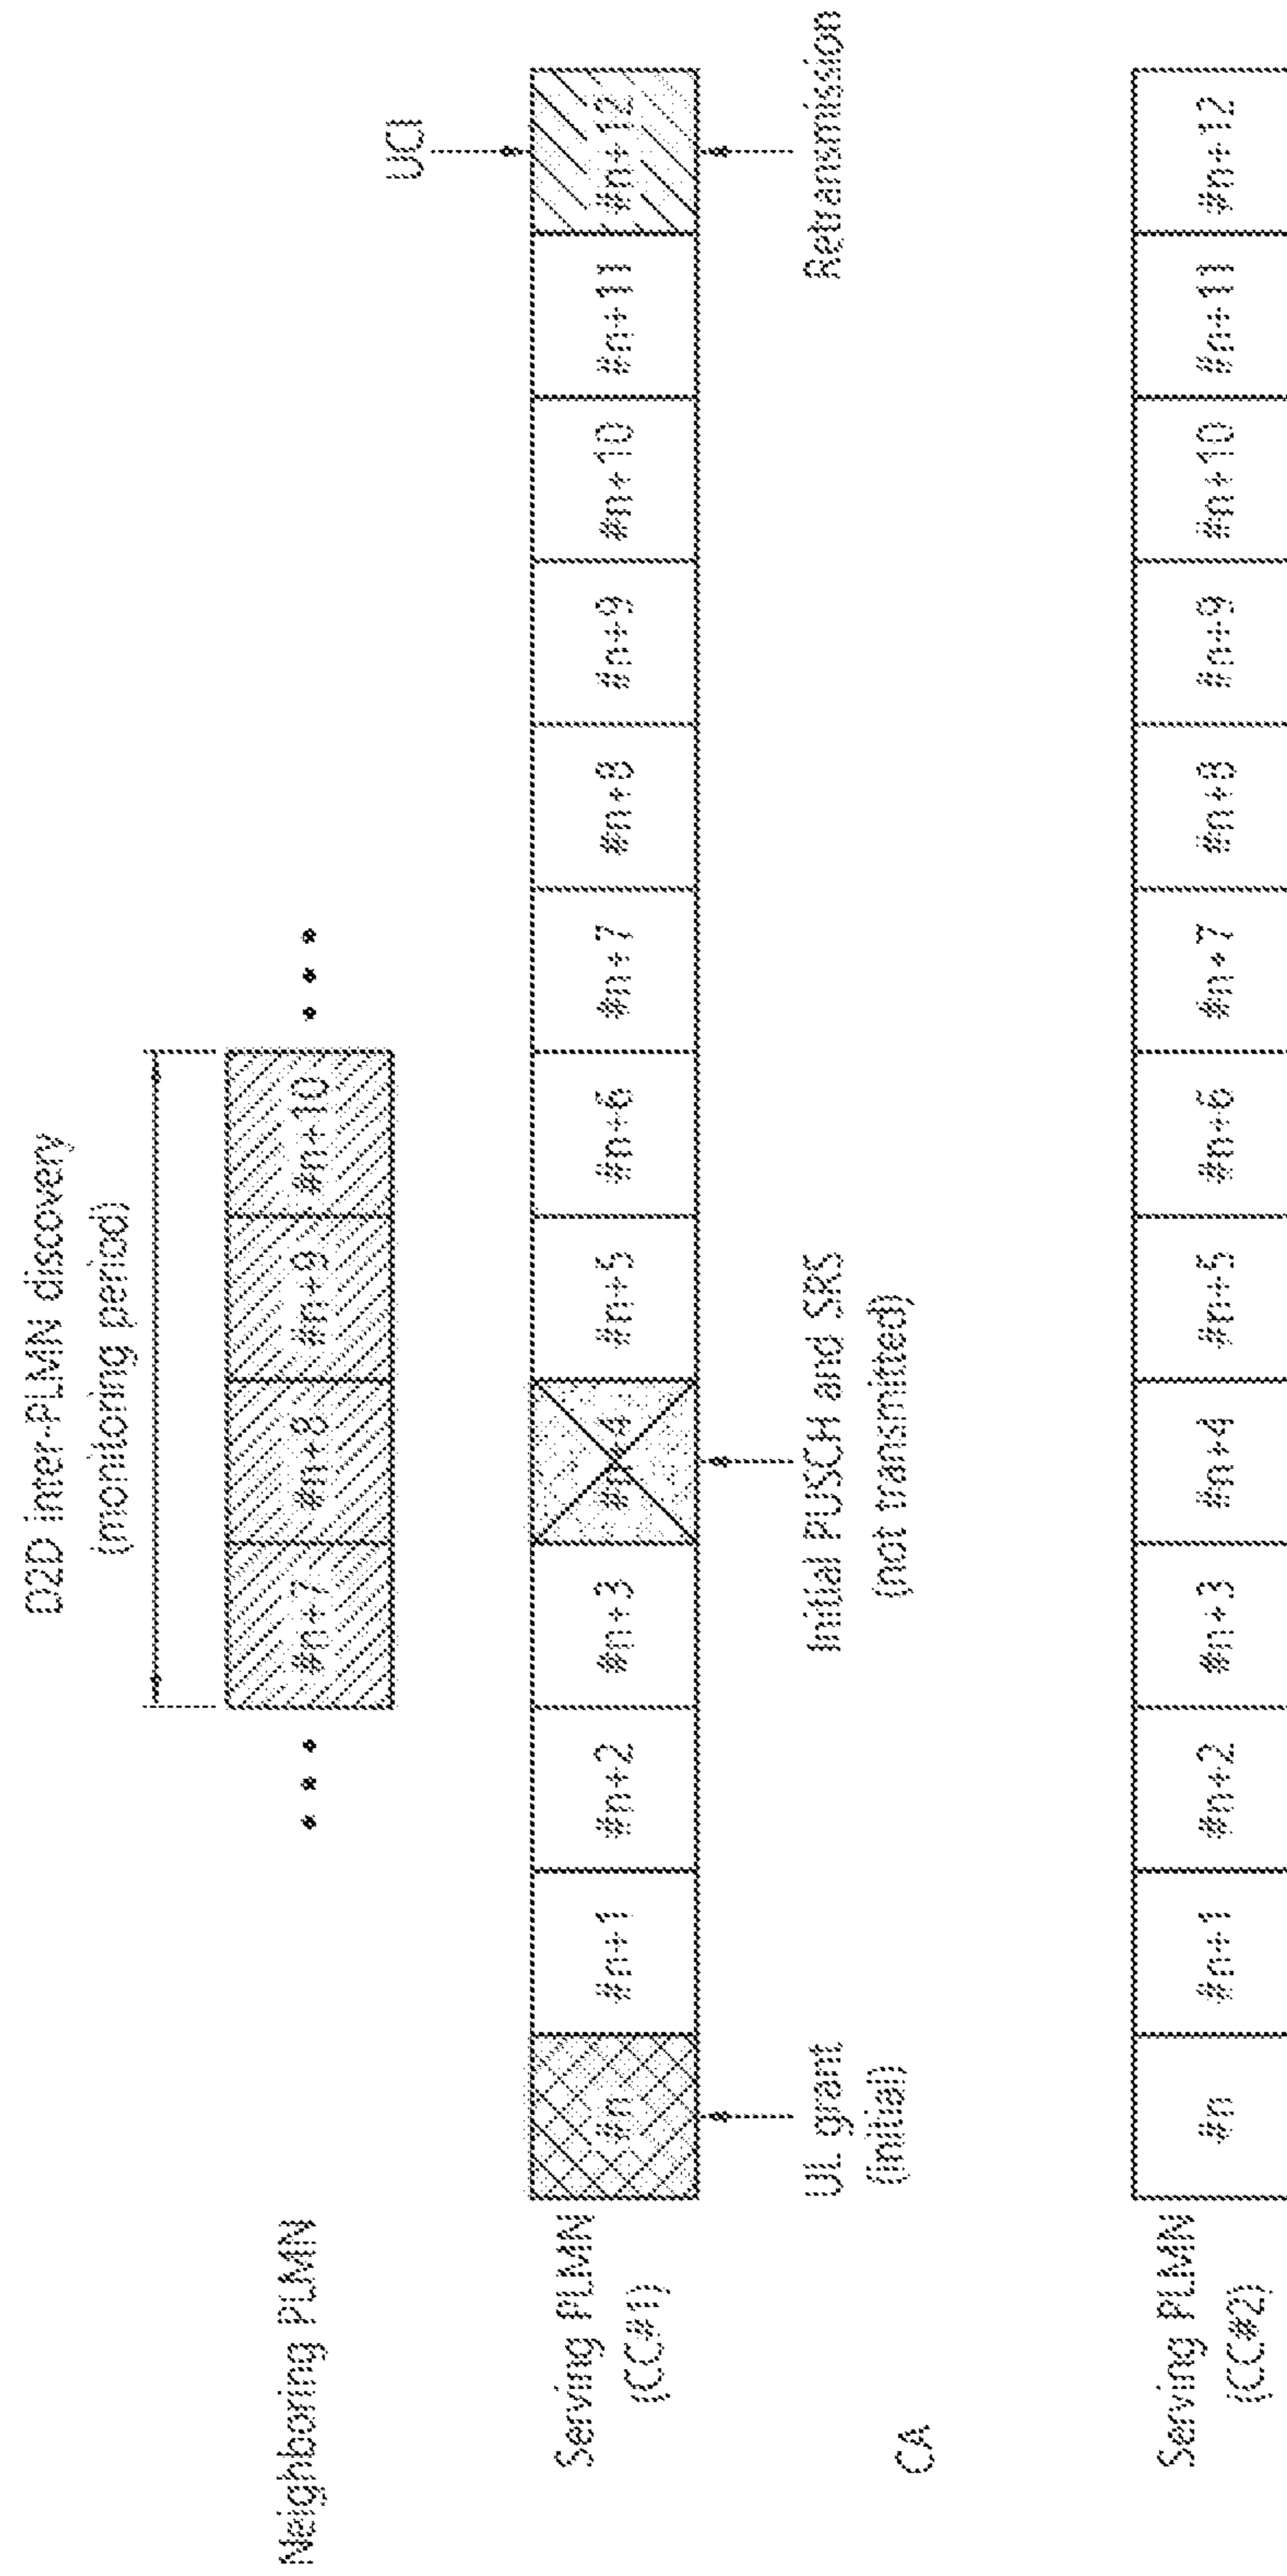 D2D inter-PLMN discovery
(monitoring period)
Neighboring PLMN
#n+7 #n+8 #n+9 #n+10
UCI
Serving PLMN
(CC#1)
#n #n+1 #n+2 #n+3 #n+4 #n+5 #n+6 #n+7 #n+8 #n+9 #n+10 #n+11 #n+12
UL grant
(initial)
Initial PUSCH and SRS
(not transmitted)
Retransmission
CA
Serving PLMN
(CC#2)
#n #n+1 #n+2 #n+3 #n+4 #n+5 #n+6 #n+7 #n+8 #n+9 #n+10 #n+11 #n+12